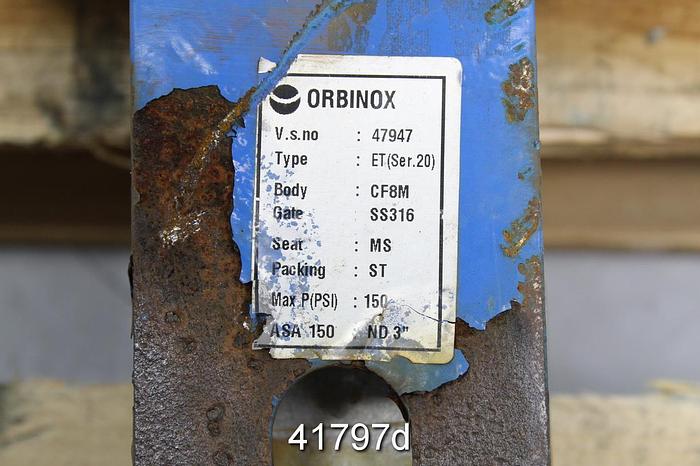 ORBINOX
V.s.no : 47947
Type : ET(Ser.20)
Body : CF8M
Gate SS316
Seat : MS
Packing : ST
Max.P(PSI) : 150
ASA 150 ND 3"
41797d